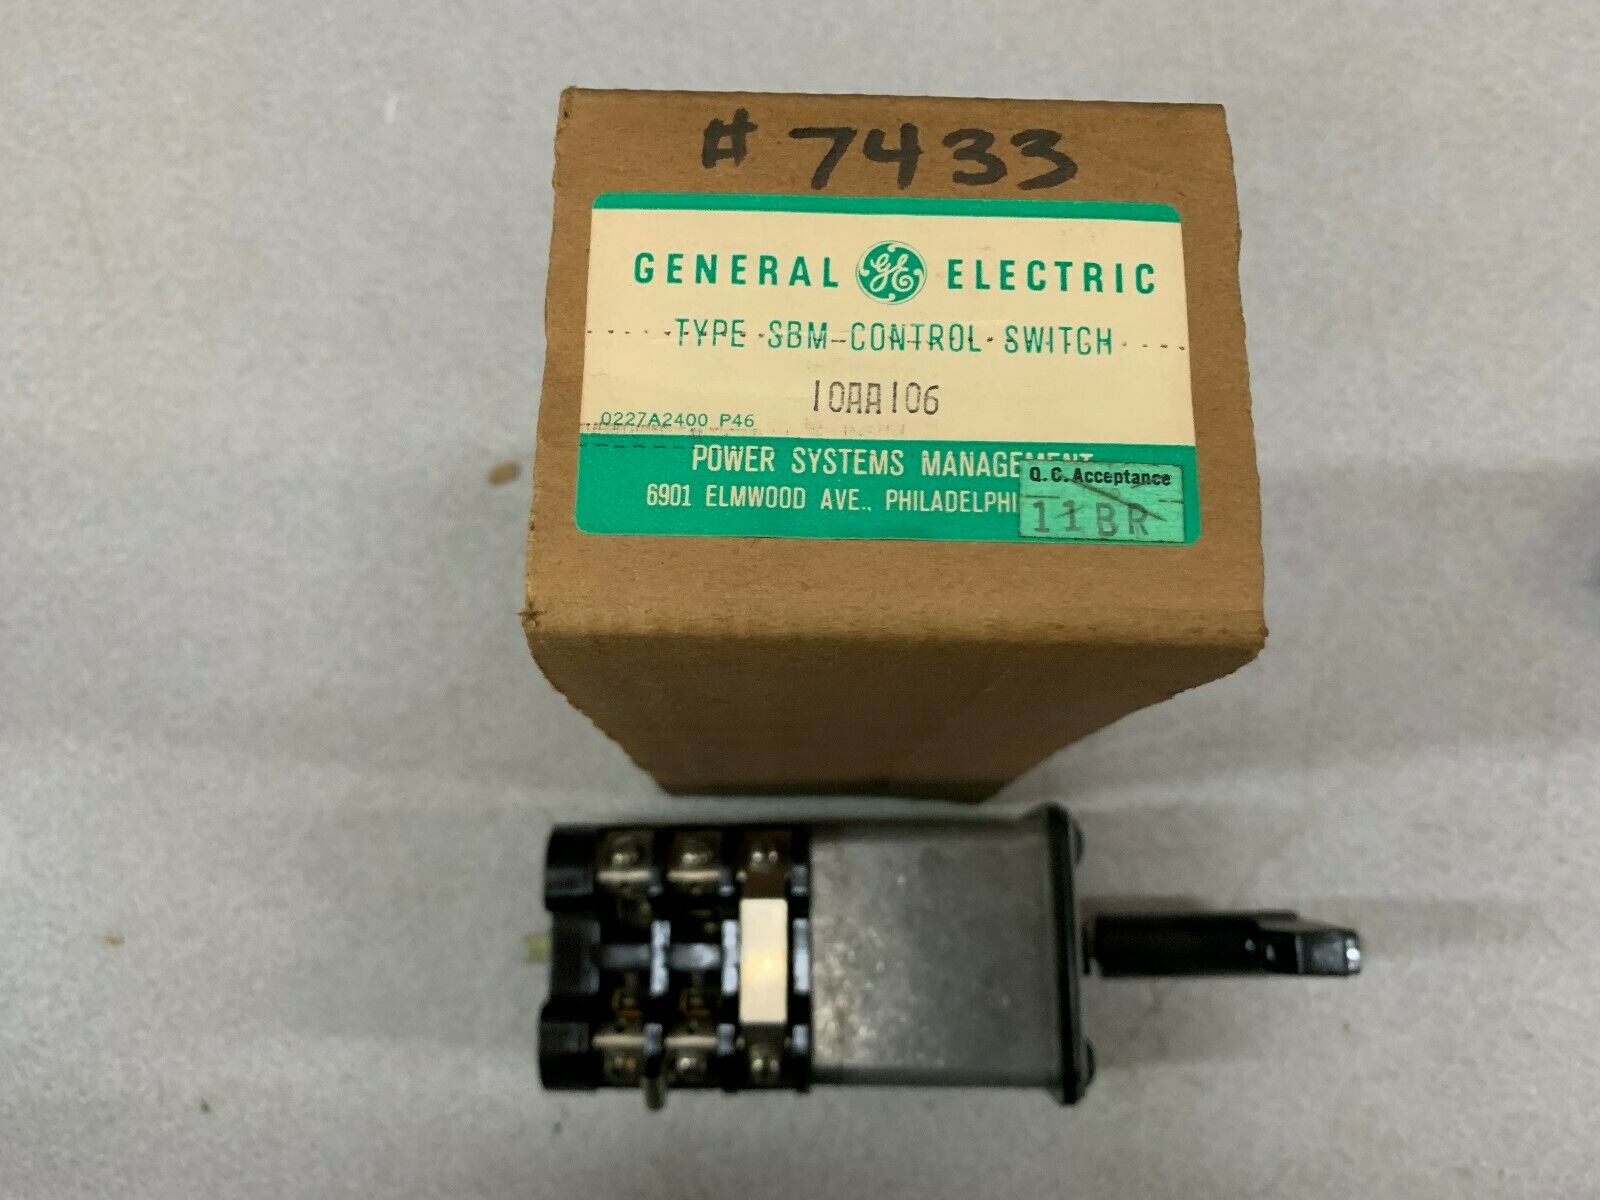 # 7433
GENERAL GE ELECTRIC
TYPE SBM CONTROL SWITCH
10AA106
0227A2400 P46
POWER SYSTEMS MANAGEMENT
6901 ELMWOOD AVE., PHILADELPHI
Q.C. Acceptance
11BR